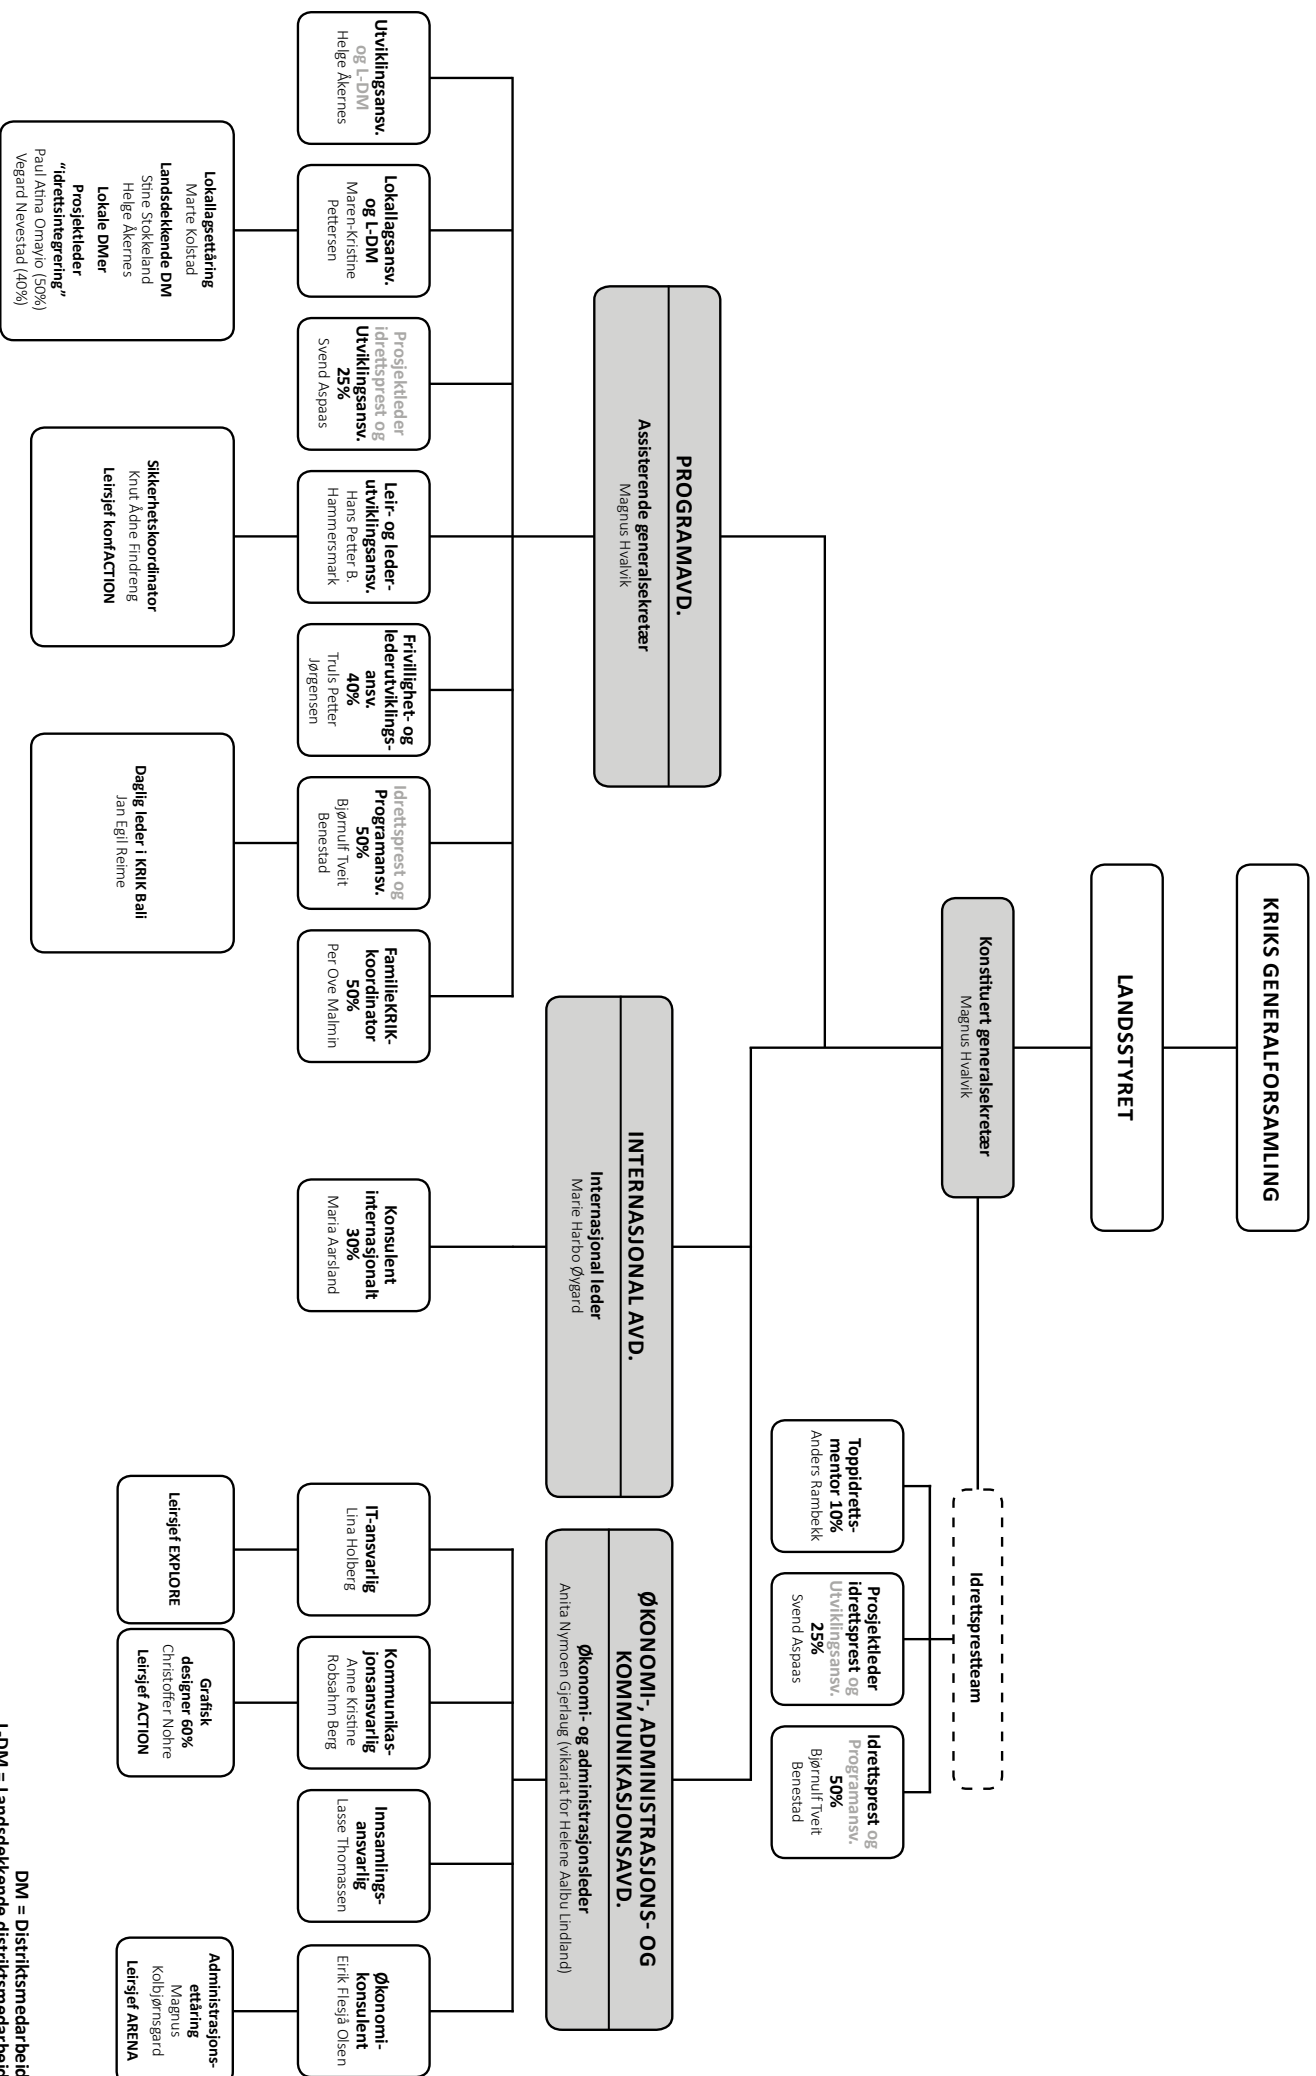 KRIKS GENERALFORSAMLING
LANDSSTYRET
Konstituert generalsekretær
Magnus Hvalvik
Idrettsprestteam
Toppidretts-
mentor 10%
Anders Rambekk
Prosjektleder
idrettsprest og
Utviklingsansv.
25%
Svend Aspaas
Idrettsprest og
Programansv.
50%
Bjørnulf Tveit
Benestad
PROGRAMAVD.
Assisterende generalsekretær
Magnus Hvalvik
INTERNASJONAL AVD.
Internasjonal leder
Marie Harbo Øygard
ØKONOMI-, ADMINISTRASJONS- OG
KOMMUNIKASJONSAVD.
Økonomi- og administrasjonsleder
Anita Nymoen Gjerlaug (vikariat for Helene Aalbu Lindland)
Utviklingsansv.
og L-DM
Helge Åkernes
Lokallagsansv.
og L-DM
Maren-Kristine
Pettersen
Prosjektleder
idrettsprest og
Utviklingsansv.
25%
Svend Aspaas
Leir- og leder-
utviklingsansv.
Hans Petter B.
Hammersmark
Frivillighet- og
lederutviklings-
ansv.
40%
Truls Petter
Jørgensen
Idrettsprest og
Programansv.
50%
Bjørnulf Tveit
Benestad
FamilieKRIK-
koordinator
50%
Per Ove Malmin
Konsulent
internasjonalt
30%
Maria Aarsland
IT-ansvarlig
Lina Holberg
Kommunikas-
jonsansvarlig
Anne Kristine
Robsahm Berg
Innsamlings-
ansvarlig
Lasse Thomassen
Økonomi-
konsulent
Eirik Flesjå Olsen
Lokallagsettåring
Marte Kolstad
Landsdekkende DM
Stine Stokkeland
Helge Åkernes
Lokale DMer
Prosjektleder
“idrettsintegrering”
Paul Atina Omayio (50%)
Vegard Nevestad (40%)
Sikkerhetskoordinator
Knut Ådne Findreng
Leirsjef konfACTION
Daglig leder i KRIK Bali
Jan Egil Reime
Leirsjef EXPLORE
Grafisk
designer 60%
Christoffer Nohre
Leirsjef ACTION
Administrasjons-
ettåring
Magnus
Kolbjørnsgard
Leirsjef ARENA
DM = Distriktsmedarbeid
L-DM = Landsdekkende distriktsmedarbeid